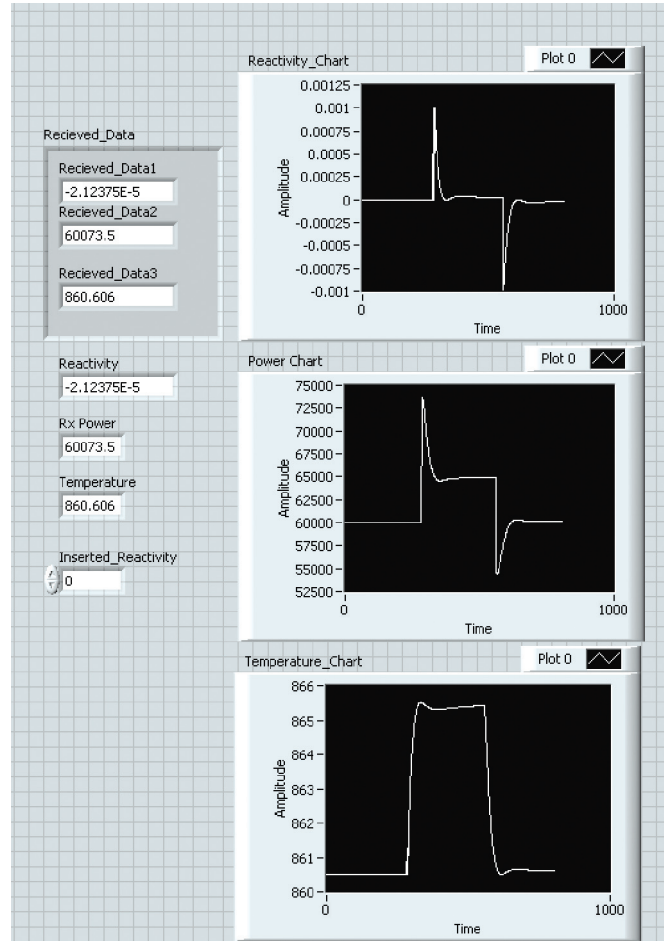 Recieved_Data
Recieved_Data1
-2.12375E-5
Recieved_Data2
60073.5
Recieved_Data3
860.606
Reactivity
-2.12375E-5
Rx Power
60073.5
Temperature
860.606
Inserted_Reactivity
0
Reactivity_Chart
Plot 0
0.00125
0.001
0.00075
0.0005
0.00025
0
-0.00025
-0.0005
-0.00075
-0.001
Amplitude
0 1000
Time
Power Chart
Plot 0
75000
72500
70000
67500
65000
62500
60000
57500
55000
52500
Amplitude
0 1000
Time
Temperature_Chart
Plot 0
866
865
864
863
862
861
860
Amplitude
0 1000
Time